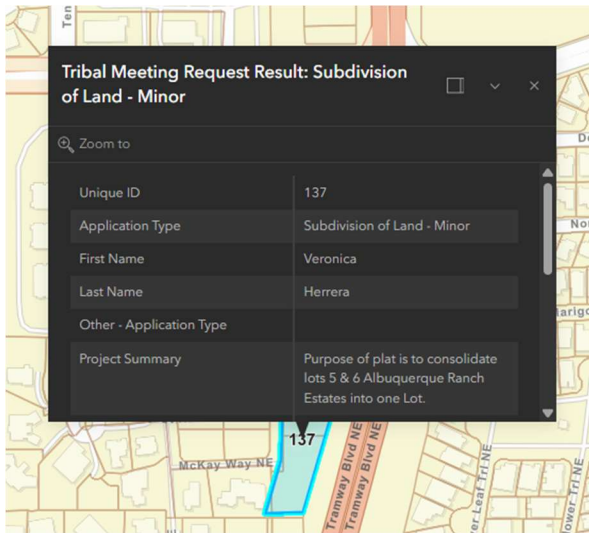 Ten
Tribal Meeting Request Result: Subdivision
of Land - Minor
Zoom to
Unique ID 137
Application Type Subdivision of Land - Minor
First Name Veronica
Last Name Herrera
Other - Application Type
Project Summary Purpose of plat is to consolidate
lots 5 & 6 Albuquerque Ranch
Estates into one Lot.
137
McKay Way NE
Tramway Blvd NE
Tramway Blvd NE